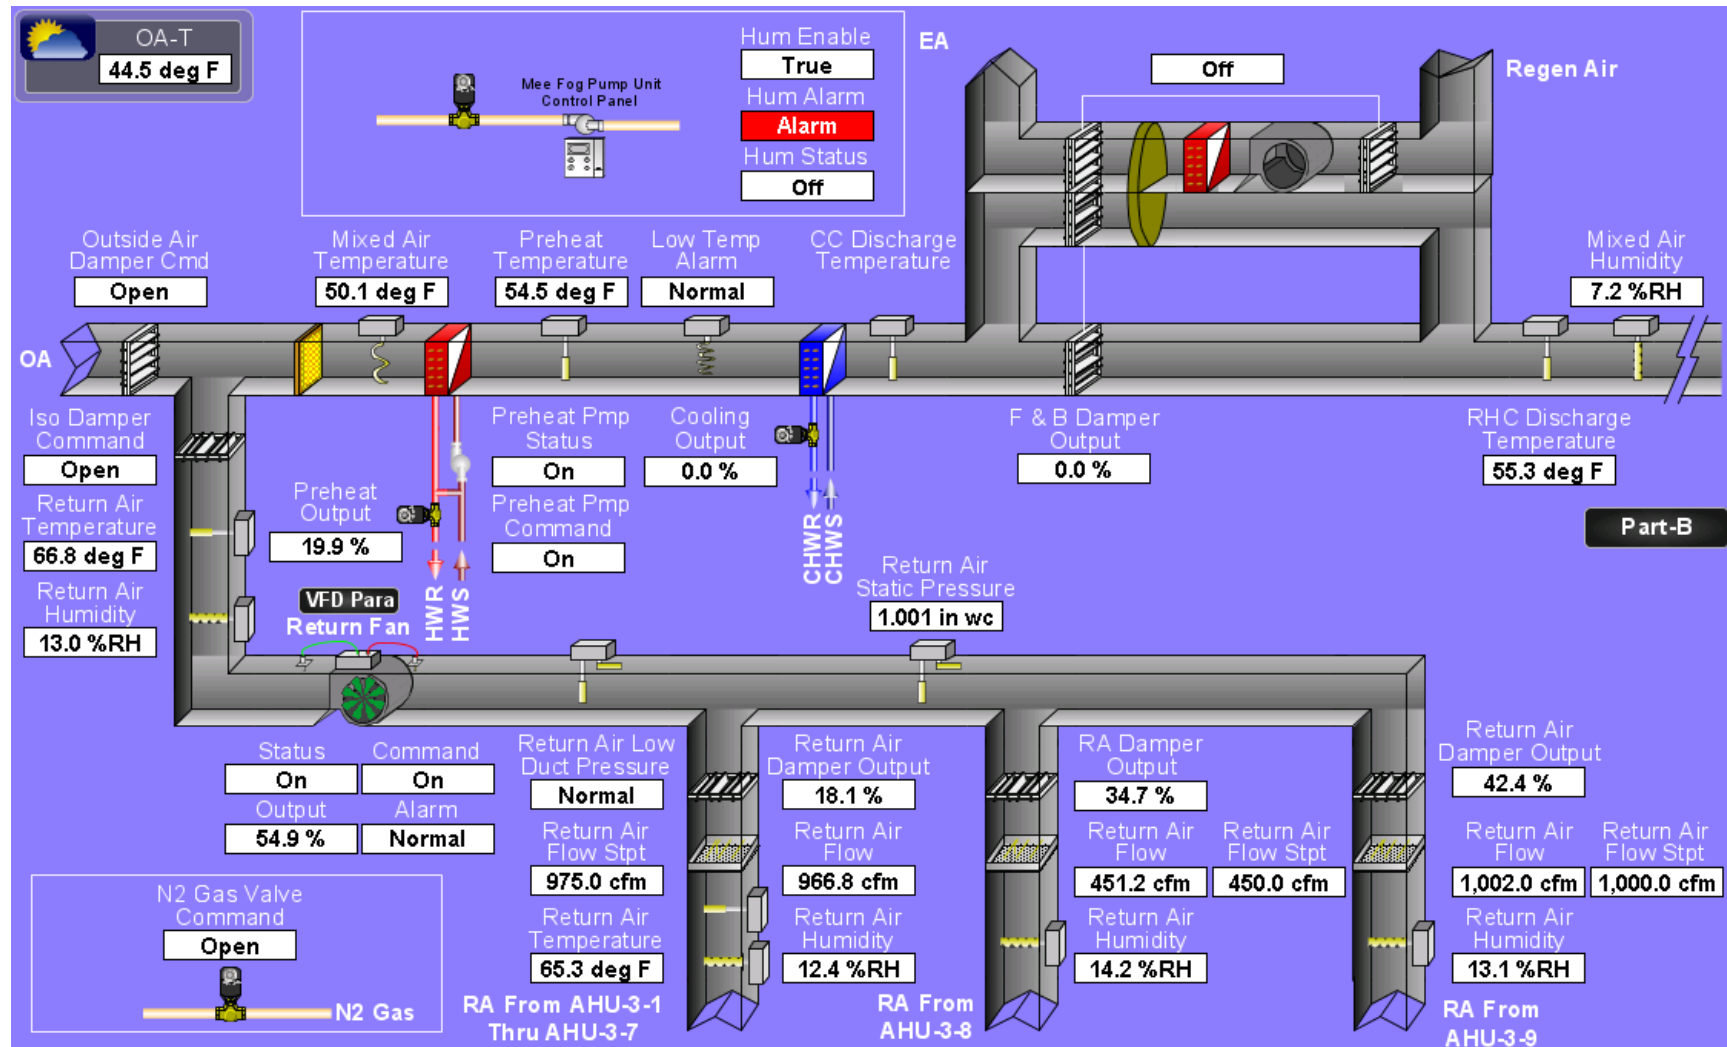 OA-T
44.5 deg F
Mee Fog Pump Unit
Control Panel
Hum Enable
True
Hum Alarm
Alarm
Hum Status
Off
EA
Off
Regen Air
Outside Air
Damper Cmd
Open
Mixed Air
Temperature
50.1 deg F
Preheat
Temperature
54.5 deg F
Low Temp
Alarm
Normal
CC Discharge
Temperature
Mixed Air
Humidity
7.2 %RH
OA
Iso Damper
Command
Open
Return Air
Temperature
66.8 deg F
Return Air
Humidity
13.0 %RH
Preheat
Output
19.9 %
Preheat Pmp
Status
On
Preheat Pmp
Command
On
Cooling
Output
0.0 %
F & B Damper
Output
0.0 %
RHC Discharge
Temperature
55.3 deg F
Part-B
HWR
HWS
CHWR
CHWS
Return Air
Static Pressure
1.001 in wc
VFD Para
Return Fan
Status
On
Command
On
Output
54.9 %
Alarm
Normal
Return Air Low
Duct Pressure
Normal
Return Air
Damper Output
18.1 %
Return Air
Flow Stpt
975.0 cfm
Return Air
Flow
966.8 cfm
Return Air
Temperature
65.3 deg F
Return Air
Humidity
12.4 %RH
RA From AHU-3-1
Thru AHU-3-7
RA Damper
Output
34.7 %
Return Air
Flow
451.2 cfm
Return Air
Flow Stpt
450.0 cfm
Return Air
Humidity
14.2 %RH
RA From
AHU-3-8
Return Air
Damper Output
42.4 %
Return Air
Flow
1,002.0 cfm
Return Air
Flow Stpt
1,000.0 cfm
Return Air
Humidity
13.1 %RH
RA From
AHU-3-9
N2 Gas Valve
Command
Open
N2 Gas